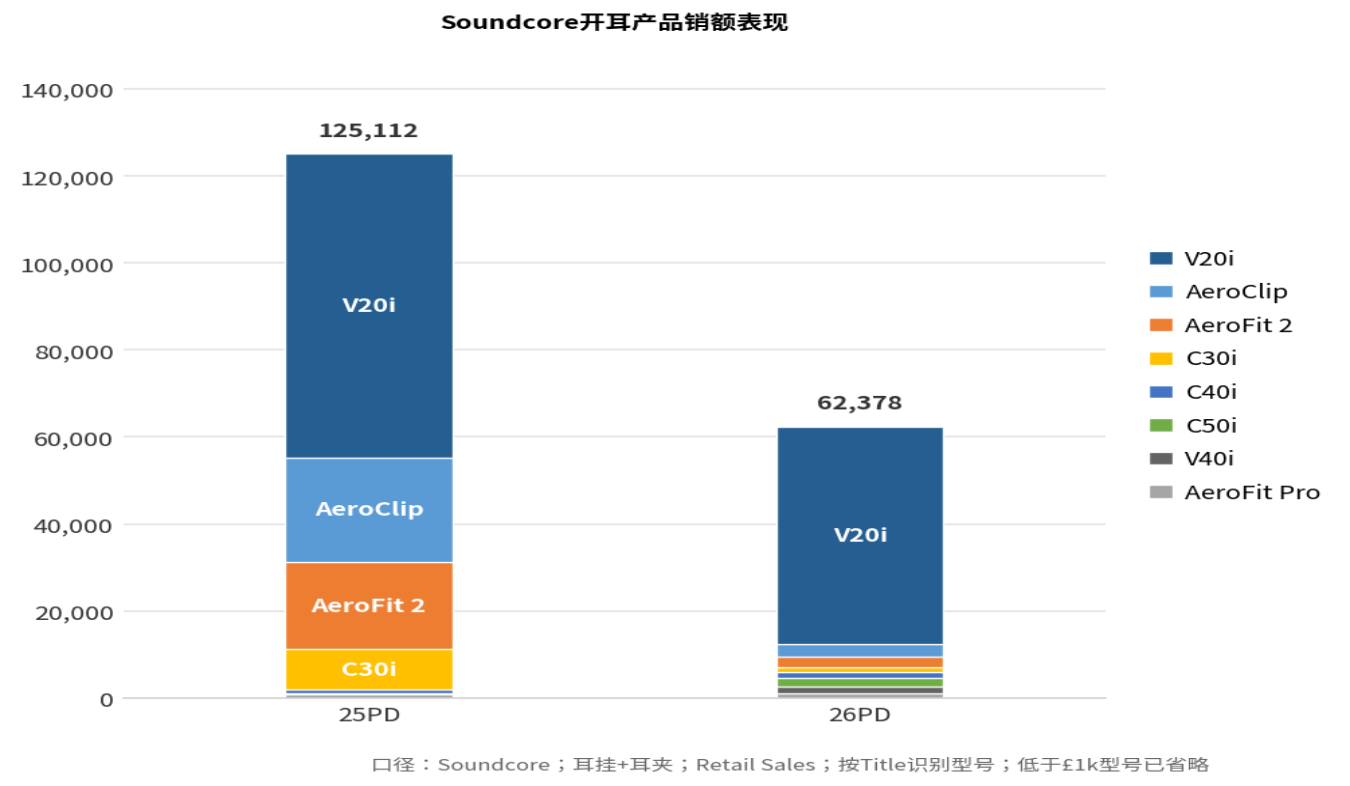 Soundcore开耳产品销额表现
140,000
120,000
100,000
80,000
60,000
40,000
20,000
0
125,112
V20i
AeroClip
AeroFit 2
C30i
25PD
62,378
V20i
26PD
V20i
AeroClip
AeroFit 2
C30i
C40i
C50i
V40i
AeroFit Pro
口径：Soundcore；耳挂+耳夹；Retail Sales；按Title识别型号；低于£1k型号已省略